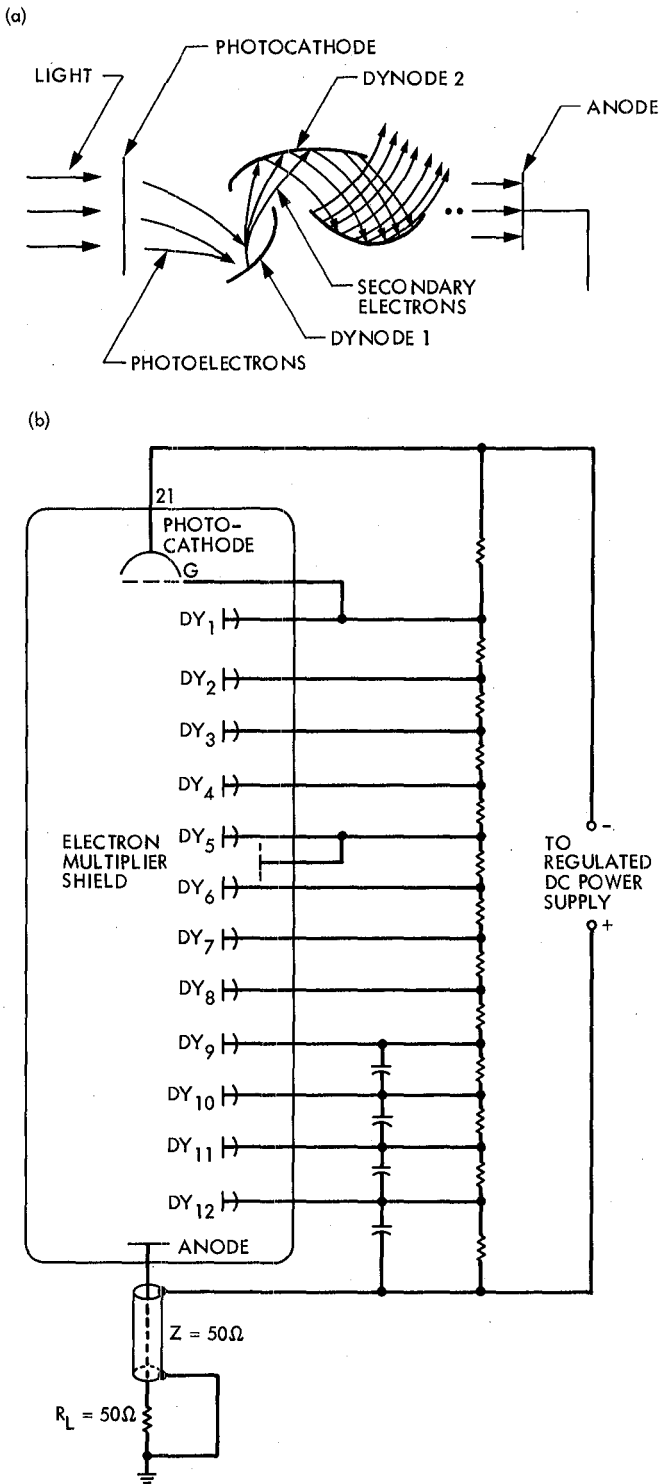 (a)
PHOTOCATHODE
LIGHT
DYNODE 2
ANODE
SECONDARY
ELECTRONS
DYNODE 1
PHOTOELECTRONS
(b)
21
PHOTO-
CATHODE
G
DY1
DY2
DY3
DY4
DY5
ELECTRON
MULTIPLIER
SHIELD
DY6
DY7
DY8
DY9
DY10
DY11
DY12
ANODE
-
TO
REGULATED
DC POWER
SUPPLY
+
Z = 50Ω
RL = 50Ω